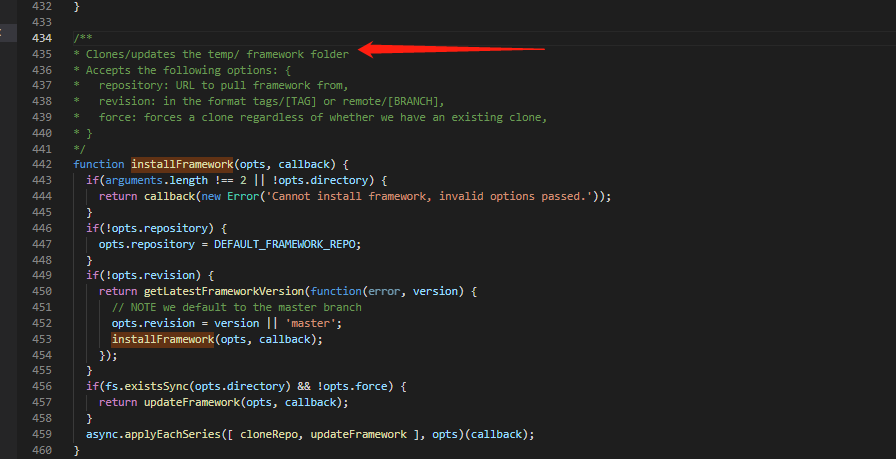 432 }
433
434 /**
435 * Clones/updates the temp/ framework folder
436 * Accepts the following options: {
437 *   repository: URL to pull framework from,
438 *   revision: in the format tags/[TAG] or remote/[BRANCH],
439 *   force: forces a clone regardless of whether we have an existing clone,
440 * }
441 */
442 function installFramework(opts, callback) {
443   if(arguments.length !== 2 || !opts.directory) {
444     return callback(new Error('Cannot install framework, invalid options passed.'));
445   }
446   if(!opts.repository) {
447     opts.repository = DEFAULT_FRAMEWORK_REPO;
448   }
449   if(!opts.revision) {
450     return getLatestFrameworkVersion(function(error, version) {
451       // NOTE we default to the master branch
452       opts.revision = version || 'master';
453       installFramework(opts, callback);
454     });
455   }
456   if(fs.existsSync(opts.directory) && !opts.force) {
457     return updateFramework(opts, callback);
458   }
459   async.applyEachSeries([ cloneRepo, updateFramework ], opts)(callback);
460 }